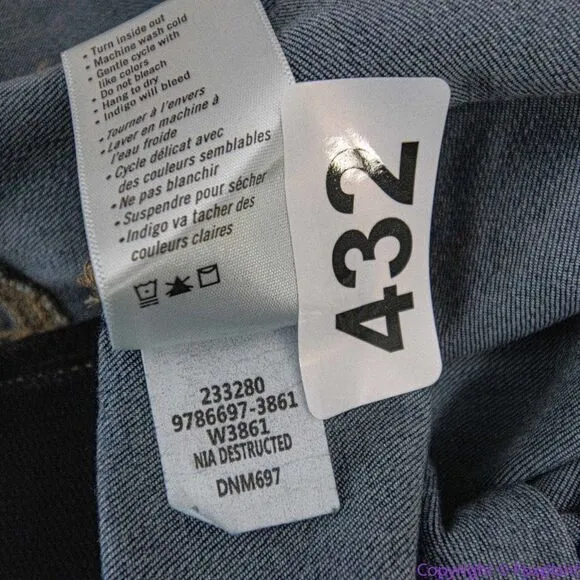 • Turn inside out
• Machine wash cold
• Gentle cycle with
like colors
• Do not bleach
• Hang to dry
• Indigo will bleed
• Tourner à l'envers
• Laver en machine à
l'eau froide
• Cycle délicat avec
des couleurs semblables
• Ne pas blanchir
• Suspendre pour sécher
• Indigo va tacher des
couleurs claires
432
233280
9786697-3861
W3861
NIA DESTRUCTED
DNM697